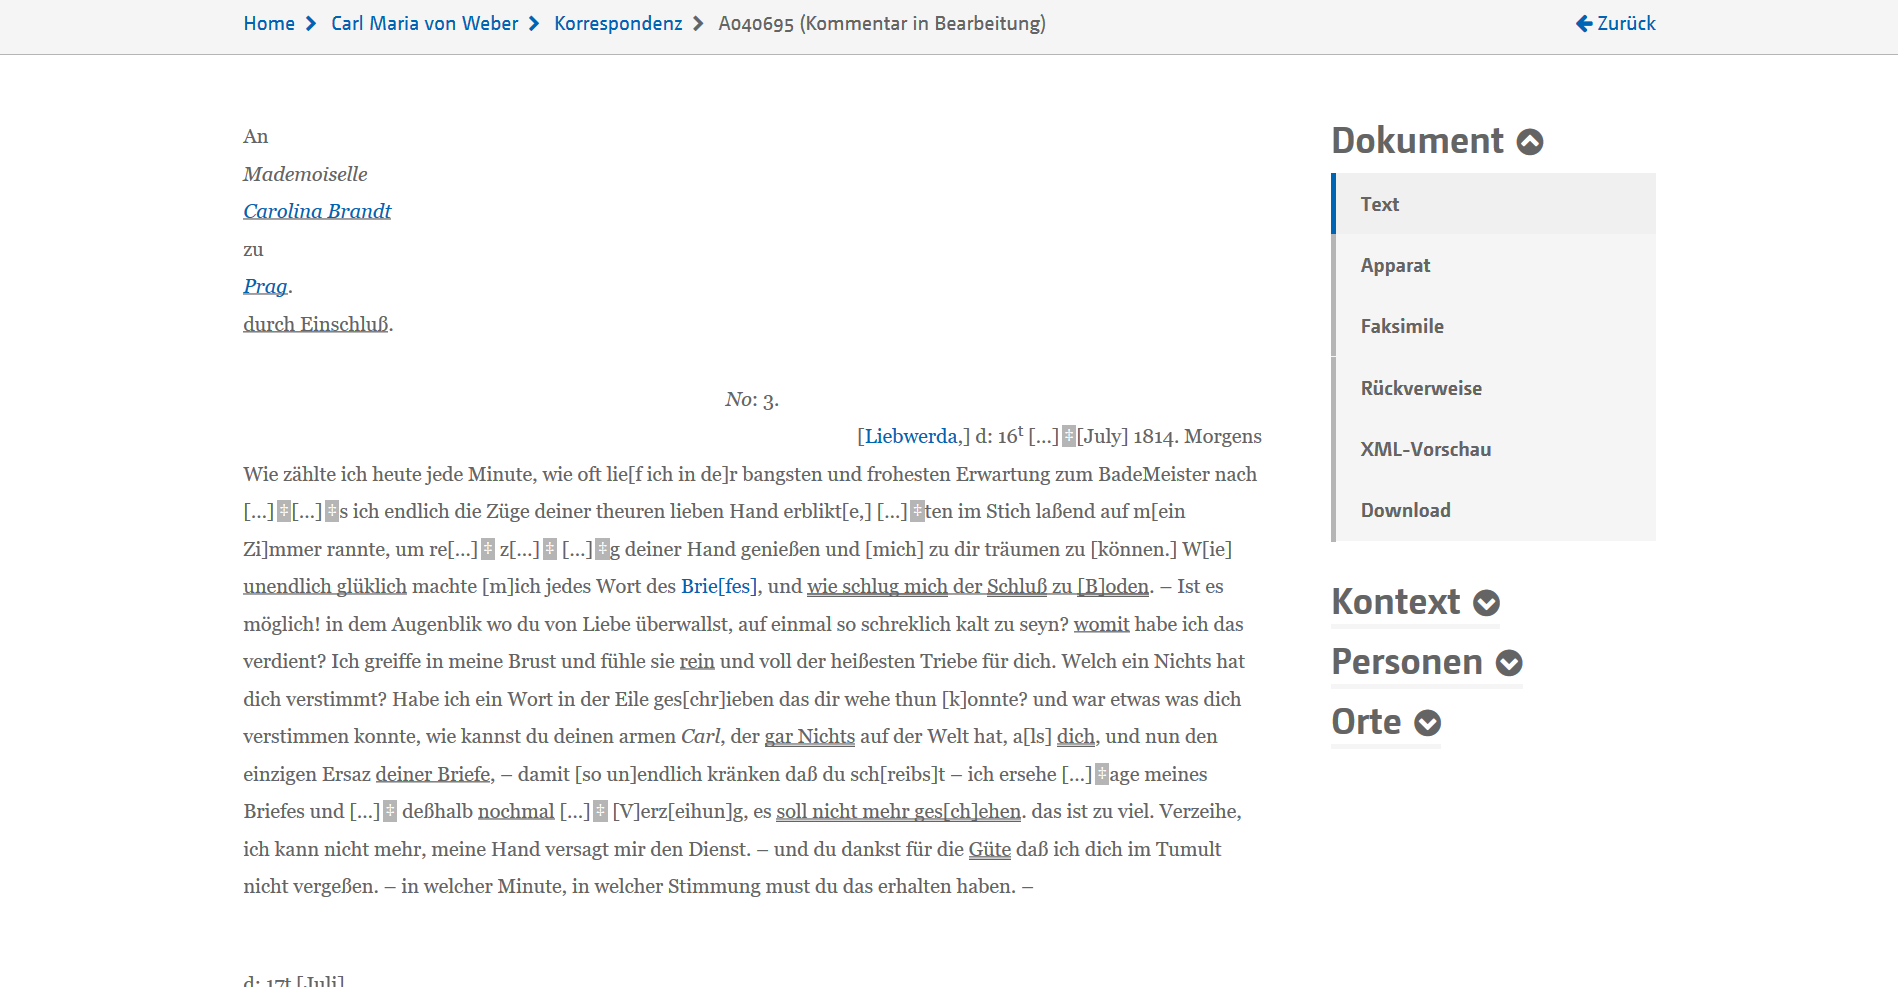 Home Carl Maria von Weber Korrespondenz A040695 (Kommentar in Bearbeitung) Zurück
An
Mademoiselle
Carolina Brandt
zu
Prag.
durch Einschluß.
No: 3.
[Liebwerda,] d: 16t [...] ‡[July] 1814. Morgens
Wie zählte ich heute jede Minute, wie oft lie[f ich in de]r bangsten und frohesten Erwartung zum BadeMeister nach
[...] ‡[...] ‡s ich endlich die Züge deiner theuren lieben Hand erblikt[e,] [...] ‡ten im Stich laßend auf m[ein
Zi]mmer rannte, um re[...] ‡ z[...] ‡ [...] ‡g deiner Hand genießen und [mich] zu dir träumen zu [können.] W[ie]
unendlich glüklich machte [m]ich jedes Wort des Brie[fes], und wie schlug mich der Schluß zu [B]oden. – Ist es
möglich! in dem Augenblik wo du von Liebe überwallst, auf einmal so schreklich kalt zu seyn? womit habe ich das
verdient? Ich greiffe in meine Brust und fühle sie rein und voll der heißesten Triebe für dich. Welch ein Nichts hat
dich verstimmt? Habe ich ein Wort in der Eile ges[chr]ieben das dir wehe thun [k]onnte? und war etwas was dich
verstimmen konnte, wie kannst du deinen armen Carl, der gar Nichts auf der Welt hat, a[ls] dich, und nun den
einzigen Ersaz deiner Briefe, – damit [so un]endlich kränken daß du sch[reibs]t – ich ersehe [...] ‡age meines
Briefes und [...] ‡ deßhalb nochmal [...] ‡ [V]erz[eihun]g, es soll nicht mehr ges[ch]ehen. das ist zu viel. Verzeihe,
ich kann nicht mehr, meine Hand versagt mir den Dienst. – und du dankst für die Güte daß ich dich im Tumult
nicht vergeßen. – in welcher Minute, in welcher Stimmung must du das erhalten haben. –
d: 17t [Juli]
Dokument
Text
Apparat
Faksimile
Rückverweise
XML-Vorschau
Download
Kontext
Personen
Orte